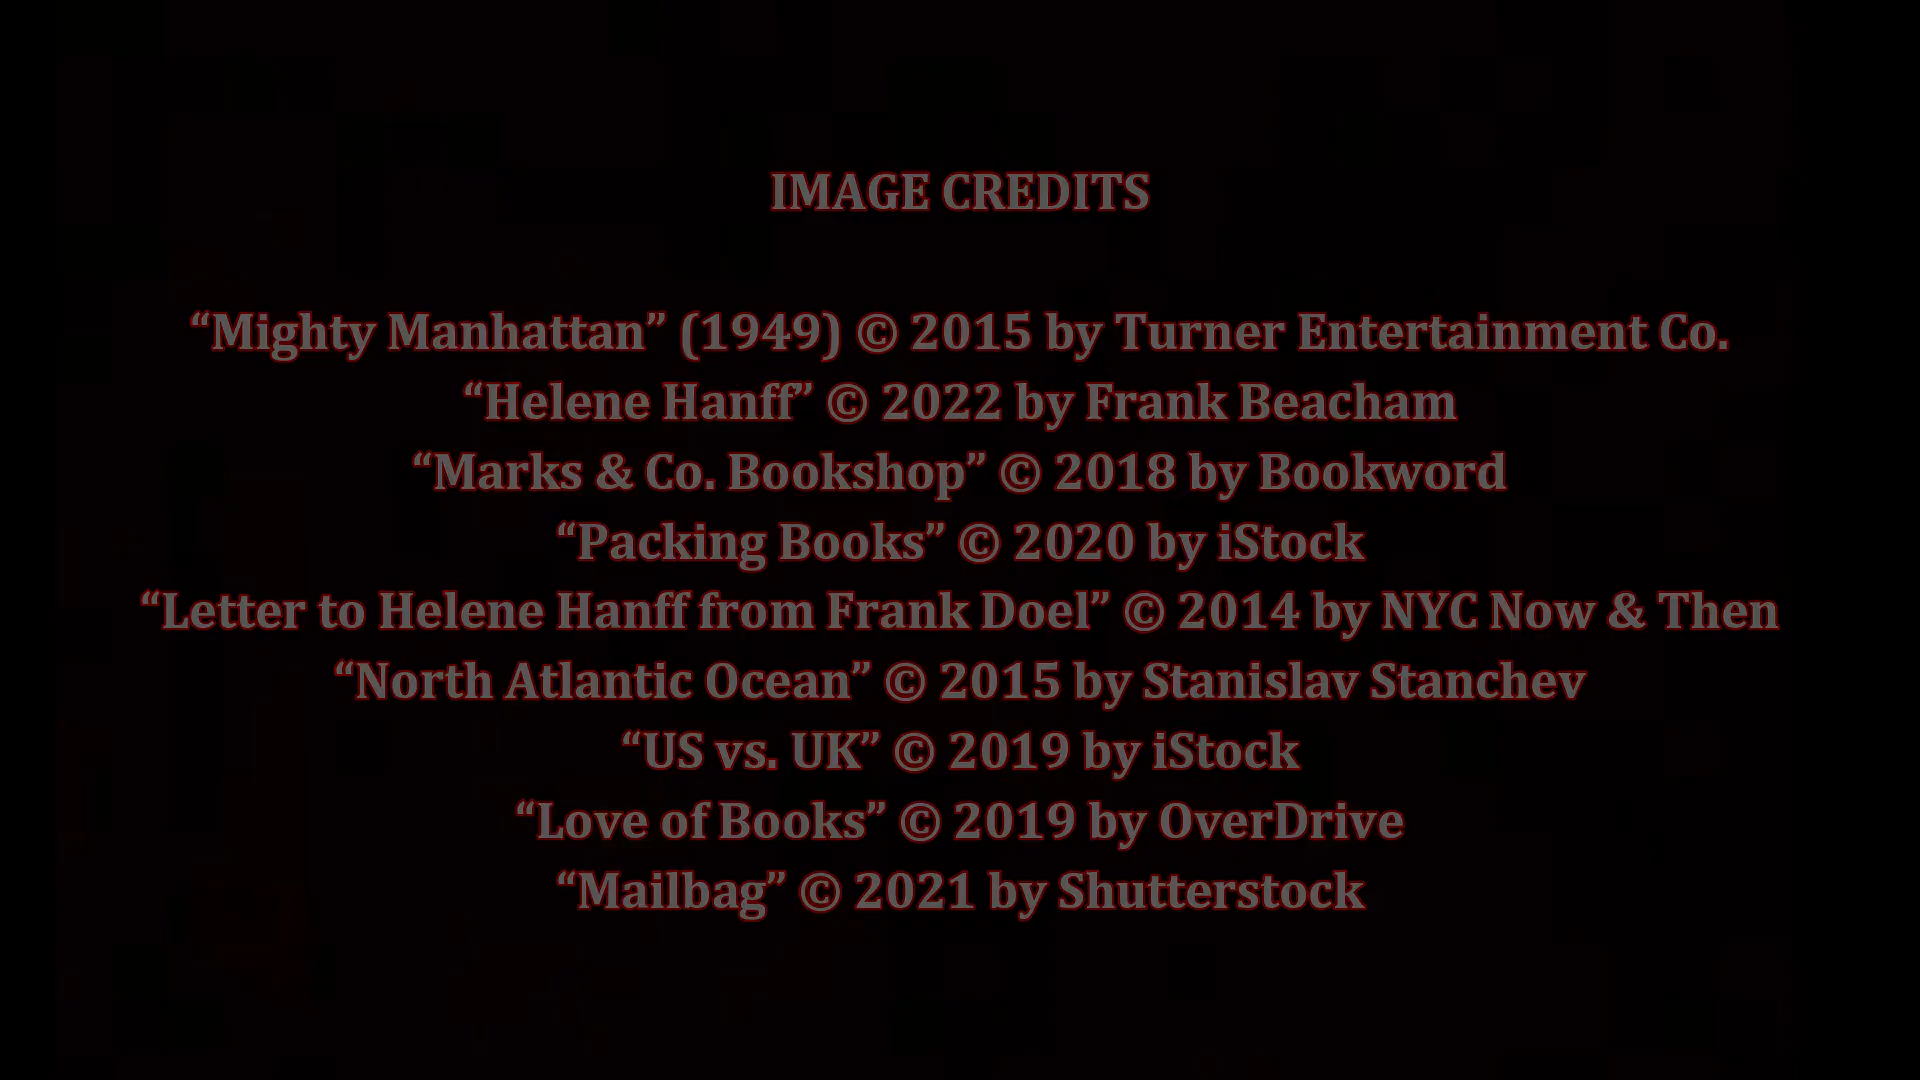 IMAGE CREDITS
“Mighty Manhattan” (1949) © 2015 by Turner Entertainment Co.
“Helene Hanff” © 2022 by Frank Beacham
“Marks & Co. Bookshop” © 2018 by Bookword
“Packing Books” © 2020 by iStock
“Letter to Helene Hanff from Frank Doel” © 2014 by NYC Now & Then
“North Atlantic Ocean” © 2015 by Stanislav Stanchev
“US vs. UK” © 2019 by iStock
“Love of Books” © 2019 by OverDrive
“Mailbag” © 2021 by Shutterstock